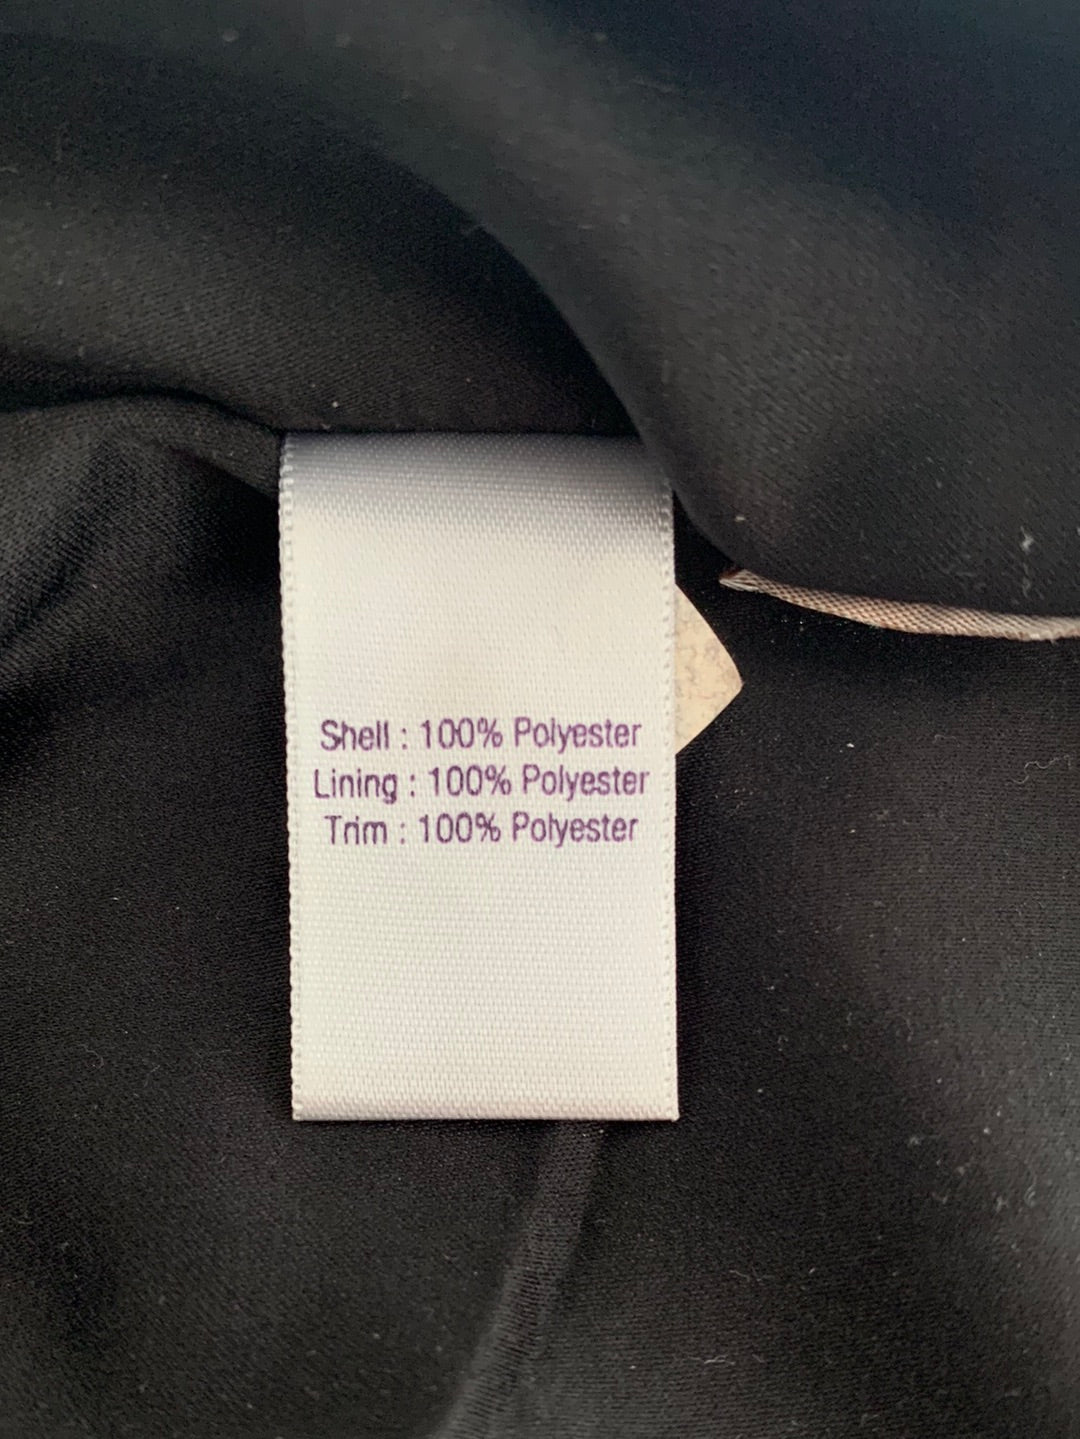 Shell : 100% Polyester
Lining : 100% Polyester
Trim : 100% Polyester